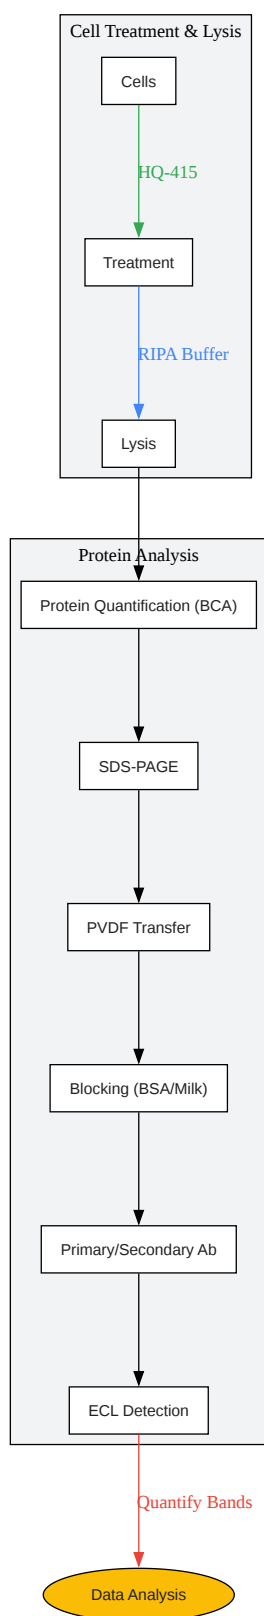 Cell Treatment & Lysis
Cells
HQ-415
Treatment
RIPA Buffer
Lysis
Protein Analysis
Protein Quantification (BCA)
SDS-PAGE
PVDF Transfer
Blocking (BSA/Milk)
Primary/Secondary Ab
ECL Detection
Quantify Bands
Data Analysis